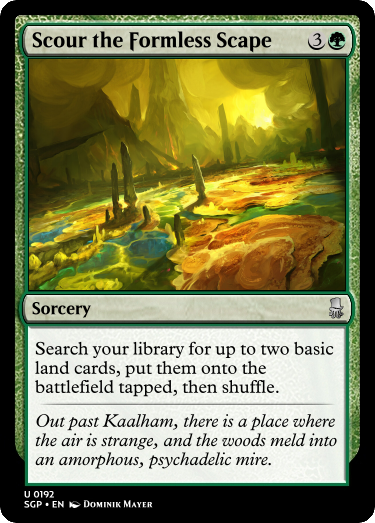 Scour the Formless Scape 3
Sorcery
Search your library for up to two basic
land cards, put them onto the
battlefield tapped, then shuffle.
Out past Kaalham, there is a place where
the air is strange, and the woods meld into
an amorphous, psychadelic mire.
U 0192
SGP • EN Dominik Mayer